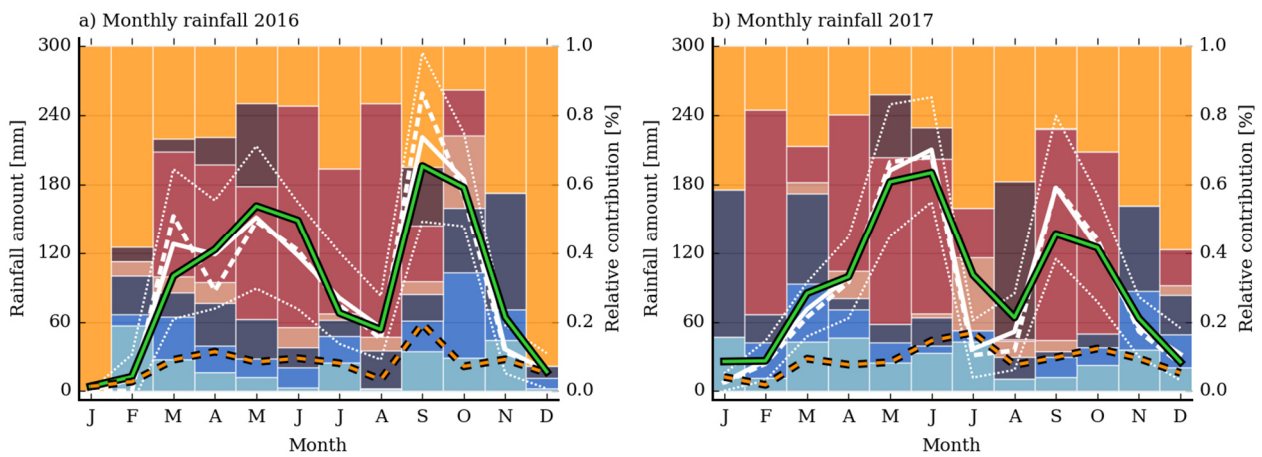 a) Monthly rainfall 2016
300
240
180
120
60
0
Rainfall amount [mm]
1.0
0.8
0.6
0.4
0.2
0.0
Relative contribution [%]
J F M A M J J A S O N D
Month
b) Monthly rainfall 2017
300
240
180
120
60
0
Rainfall amount [mm]
1.0
0.8
0.6
0.4
0.2
0.0
Relative contribution [%]
J F M A M J J A S O N D
Month